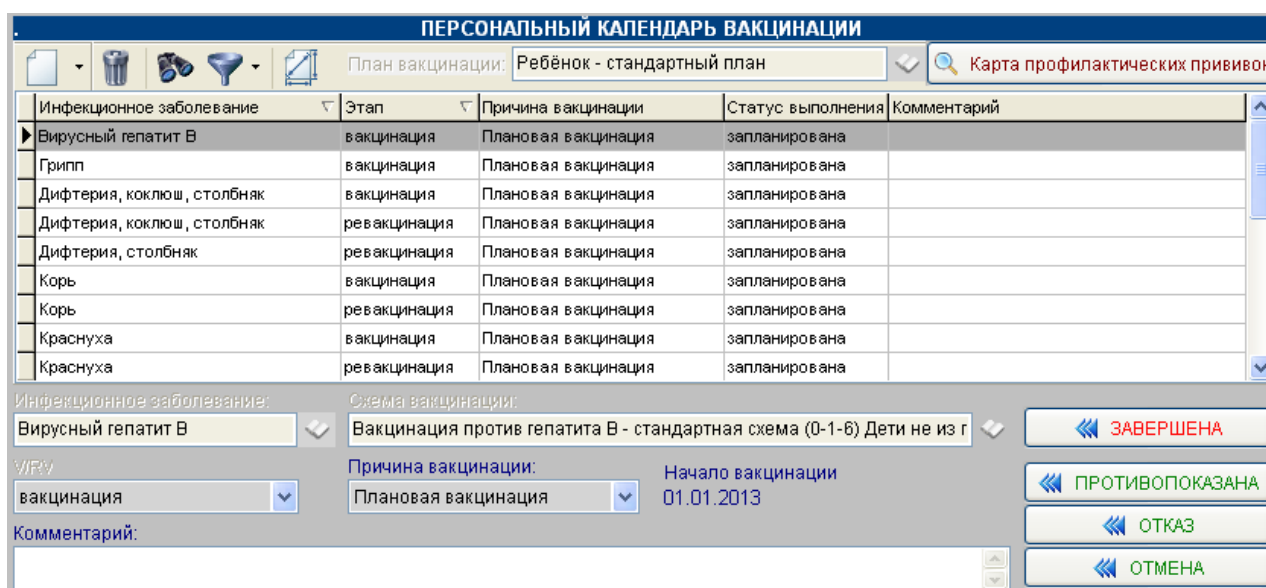 ПЕРСОНАЛЬНЫЙ КАЛЕНДАРЬ ВАКЦИНАЦИИ
План вакцинации: Ребёнок - стандартный план Карта профилактических прививок
Инфекционное заболевание Этап Причина вакцинации Статус выполнения Комментарий
Вирусный гепатит В вакцинация Плановая вакцинация запланирована
Грипп вакцинация Плановая вакцинация запланирована
Дифтерия, коклюш, столбняк вакцинация Плановая вакцинация запланирована
Дифтерия, коклюш, столбняк ревакцинация Плановая вакцинация запланирована
Дифтерия, столбняк ревакцинация Плановая вакцинация запланирована
Корь вакцинация Плановая вакцинация запланирована
Корь ревакцинация Плановая вакцинация запланирована
Краснуха вакцинация Плановая вакцинация запланирована
Краснуха ревакцинация Плановая вакцинация запланирована
Инфекционное заболевание: Схема вакцинации:
Вирусный гепатит В Вакцинация против гепатита В - стандартная схема (0-1-6) Дети не из г ЗАВЕРШЕНА
V/RV Причина вакцинации: Начало вакцинации
вакцинация Плановая вакцинация 01.01.2013 ПРОТИВОПОКАЗАНА
Комментарий: ОТКАЗ
ОТМЕНА